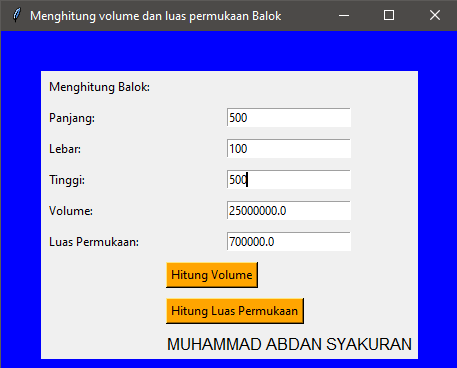 Menghitung volume dan luas permukaan Balok
Menghitung Balok:
Panjang: 500
Lebar: 100
Tinggi: 500
Volume: 25000000.0
Luas Permukaan: 700000.0
Hitung Volume
Hitung Luas Permukaan
MUHAMMAD ABDAN SYAKURAN